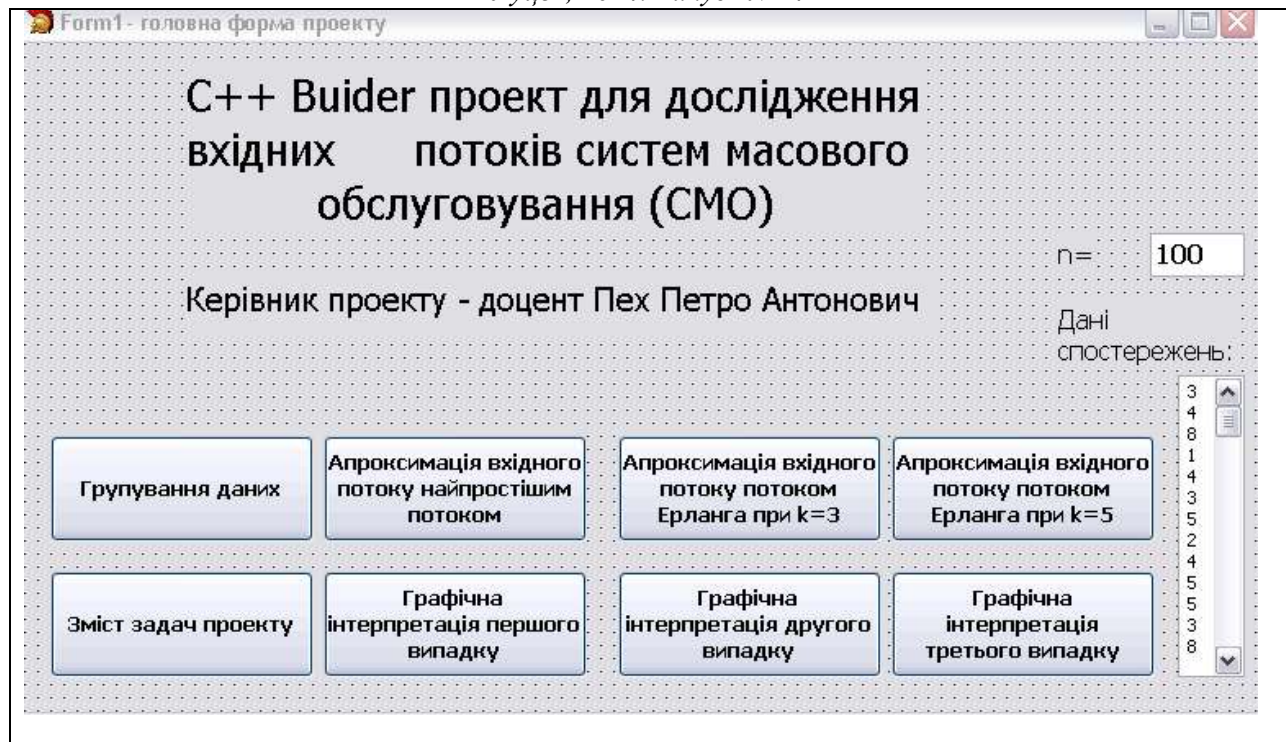 Form1- головна форма проекту
C++ Buider проект для дослідження
вхідних потоків систем масового
обслуговування (СМО)
n= 100
Керівник проекту - доцент Пех Петро Антонович
Дані
спостережень:
3
4
8
1
4
3
5
2
4
5
5
3
8
Групування даних
Апроксимація вхідного
потоку найпростішим
потоком
Апроксимація вхідного
потоку потоком
Ерланга при k=3
Апроксимація вхідного
потоку потоком
Ерланга при k=5
Зміст задач проекту
Графічна
інтерпретація першого
випадку
Графічна
інтерпретація другого
випадку
Графічна
інтерпретація
третього випадку